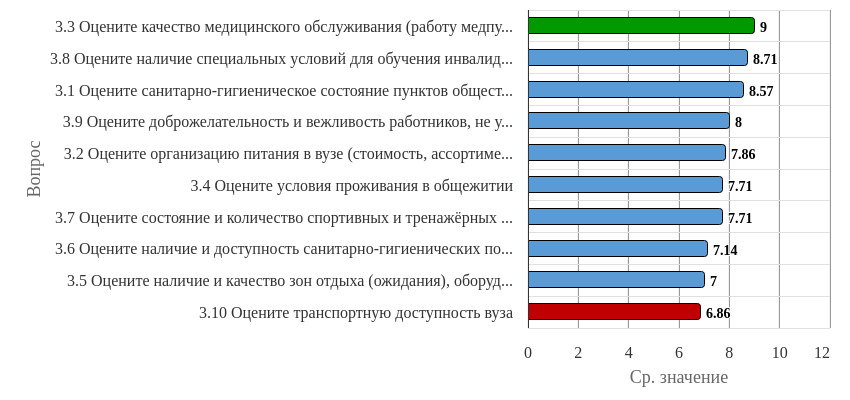 3.3 Оцените качество медицинского обслуживания (работу медпу...
9
3.8 Оцените наличие специальных условий для обучения инвалид...
8.71
3.1 Оцените санитарно-гигиеническое состояние пунктов общест...
8.57
3.9 Оцените доброжелательность и вежливость работников, не у...
8
3.2 Оцените организацию питания в вузе (стоимость, ассортиме...
7.86
3.4 Оцените условия проживания в общежитии
7.71
3.7 Оцените состояние и количество спортивных и тренажёрных ...
7.71
3.6 Оцените наличие и доступность санитарно-гигиенических по...
7.14
3.5 Оцените наличие и качество зон отдыха (ожидания), оборуд...
7
3.10 Оцените транспортную доступность вуза
6.86
Вопрос
0 2 4 6 8 10 12
Ср. значение